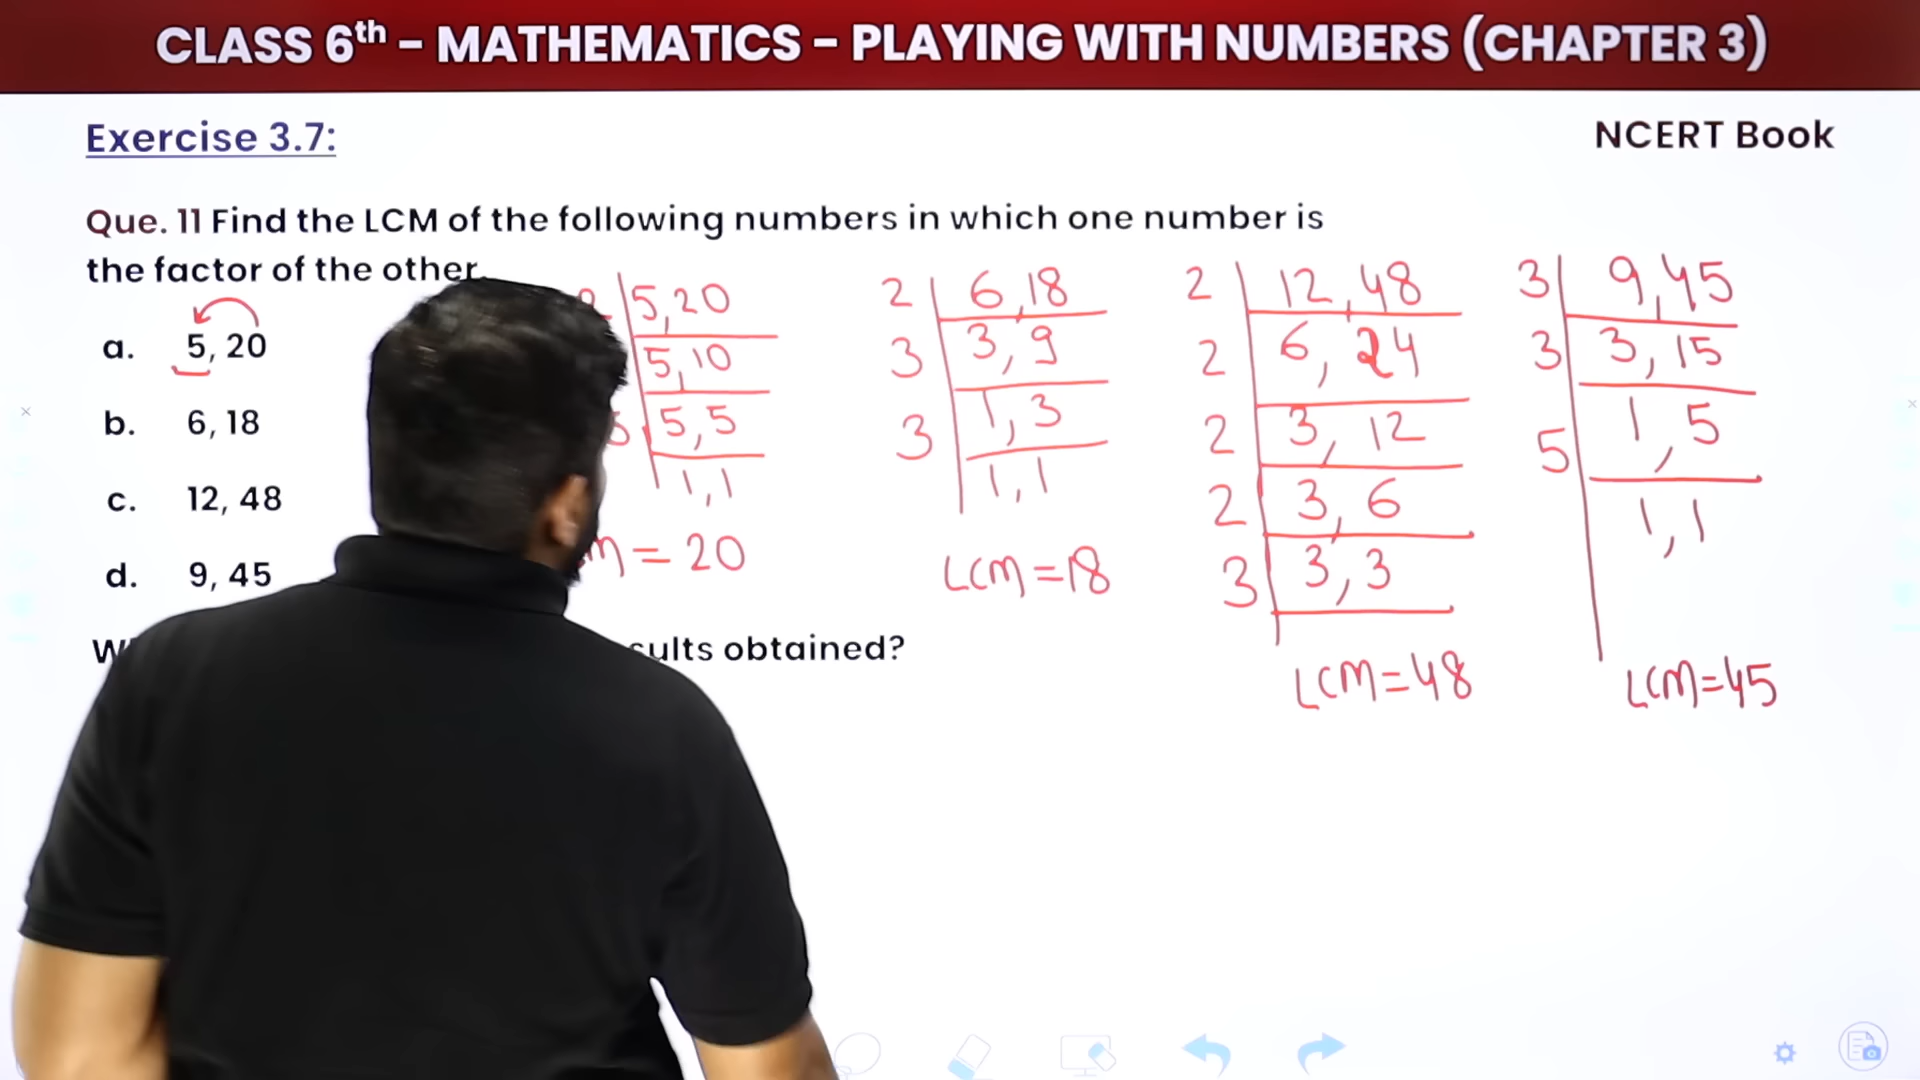 CLASS 6th – MATHEMATICS – PLAYING WITH NUMBERS (CHAPTER 3)
Exercise 3.7:
NCERT Book
Que. 11 Find the LCM of the following numbers in which one number is
the factor of the other.
a. 5, 20
b. 6, 18
c. 12, 48
d. 9, 45
obtained?
5,20
5,10
5,5
1,1
= 20
2 6,18
3 3,9
3 1,3
1,1
LCM=18
2 12,48
2 6,24
2 3,12
2 3,6
3 3,3
LCM=48
3 9,45
3 3,15
5 1,5
1,1
LCM=45